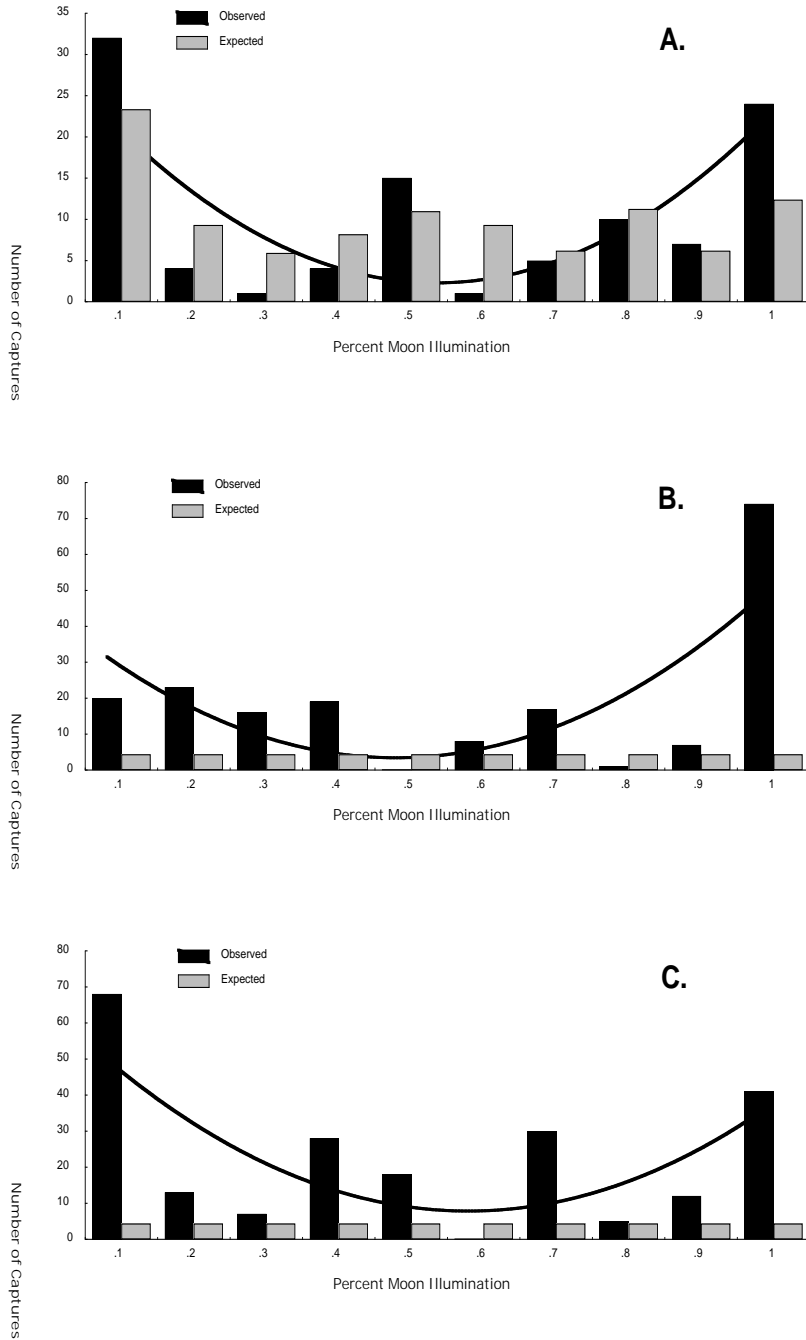 35
30
25
20
15
10
5
0
Observed
Expected
A.
Number of Captures
.1 .2 .3 .4 .5 .6 .7 .8 .9 1
Percent Moon Illumination
80
70
60
50
40
30
20
10
0
Observed
Expected
B.
Number of Captures
.1 .2 .3 .4 .5 .6 .7 .8 .9 1
Percent Moon Illumination
80
70
60
50
40
30
20
10
0
Observed
Expected
C.
Number of Captures
.1 .2 .3 .4 .5 .6 .7 .8 .9 1
Percent Moon Illumination